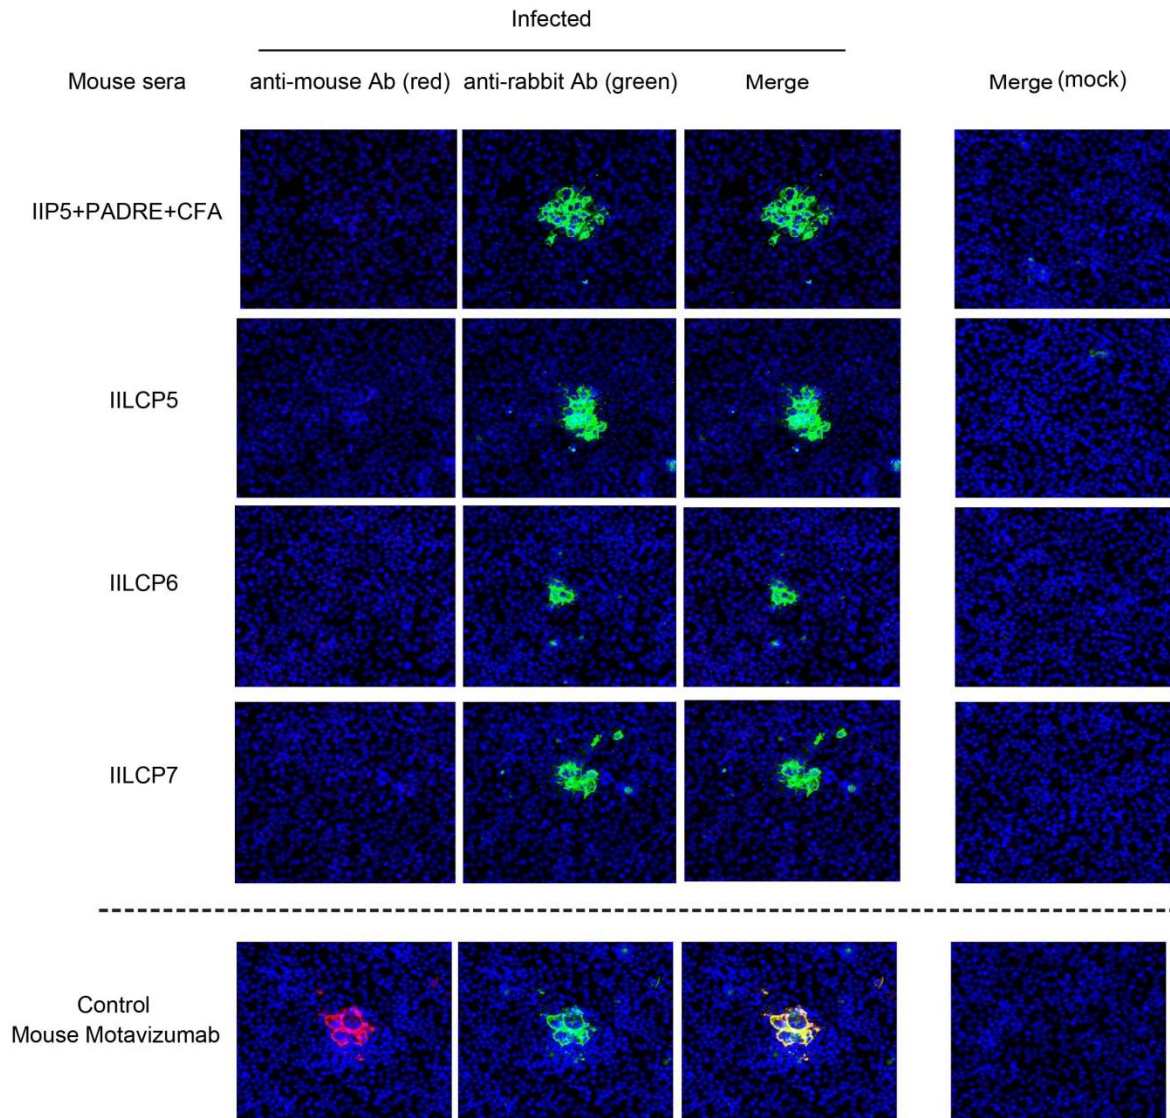 Infected
Mouse sera anti-mouse Ab (red) anti-rabbit Ab (green) Merge Merge (mock)
IIP5+PADRE+CFA
IILCP5
IILCP6
IILCP7
Control
Mouse Motavizumab